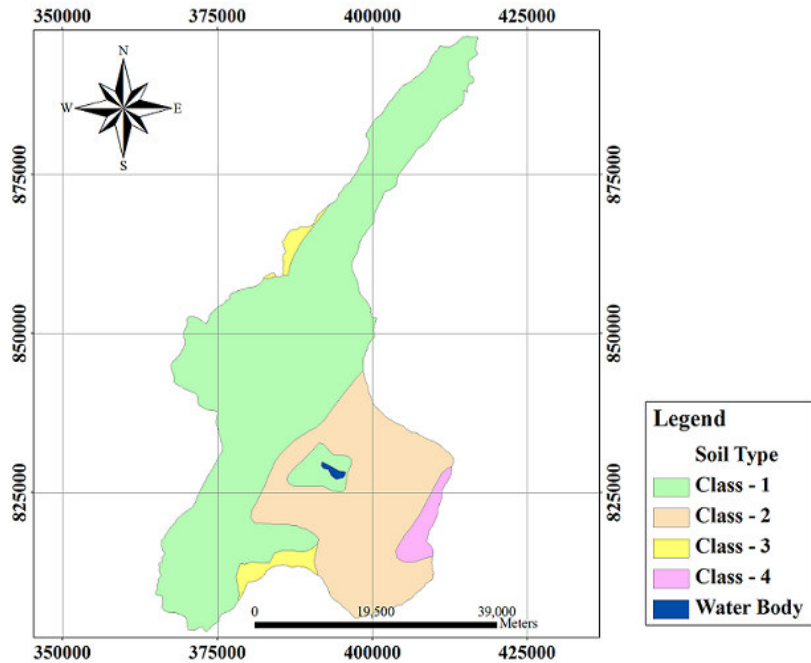 350000 375000 400000 425000
N
W E
S
875000 875000
850000 850000
825000 825000
0 19,500 39,000
Meters
350000 375000 400000 425000
Legend
Soil Type
Class - 1
Class - 2
Class - 3
Class - 4
Water Body